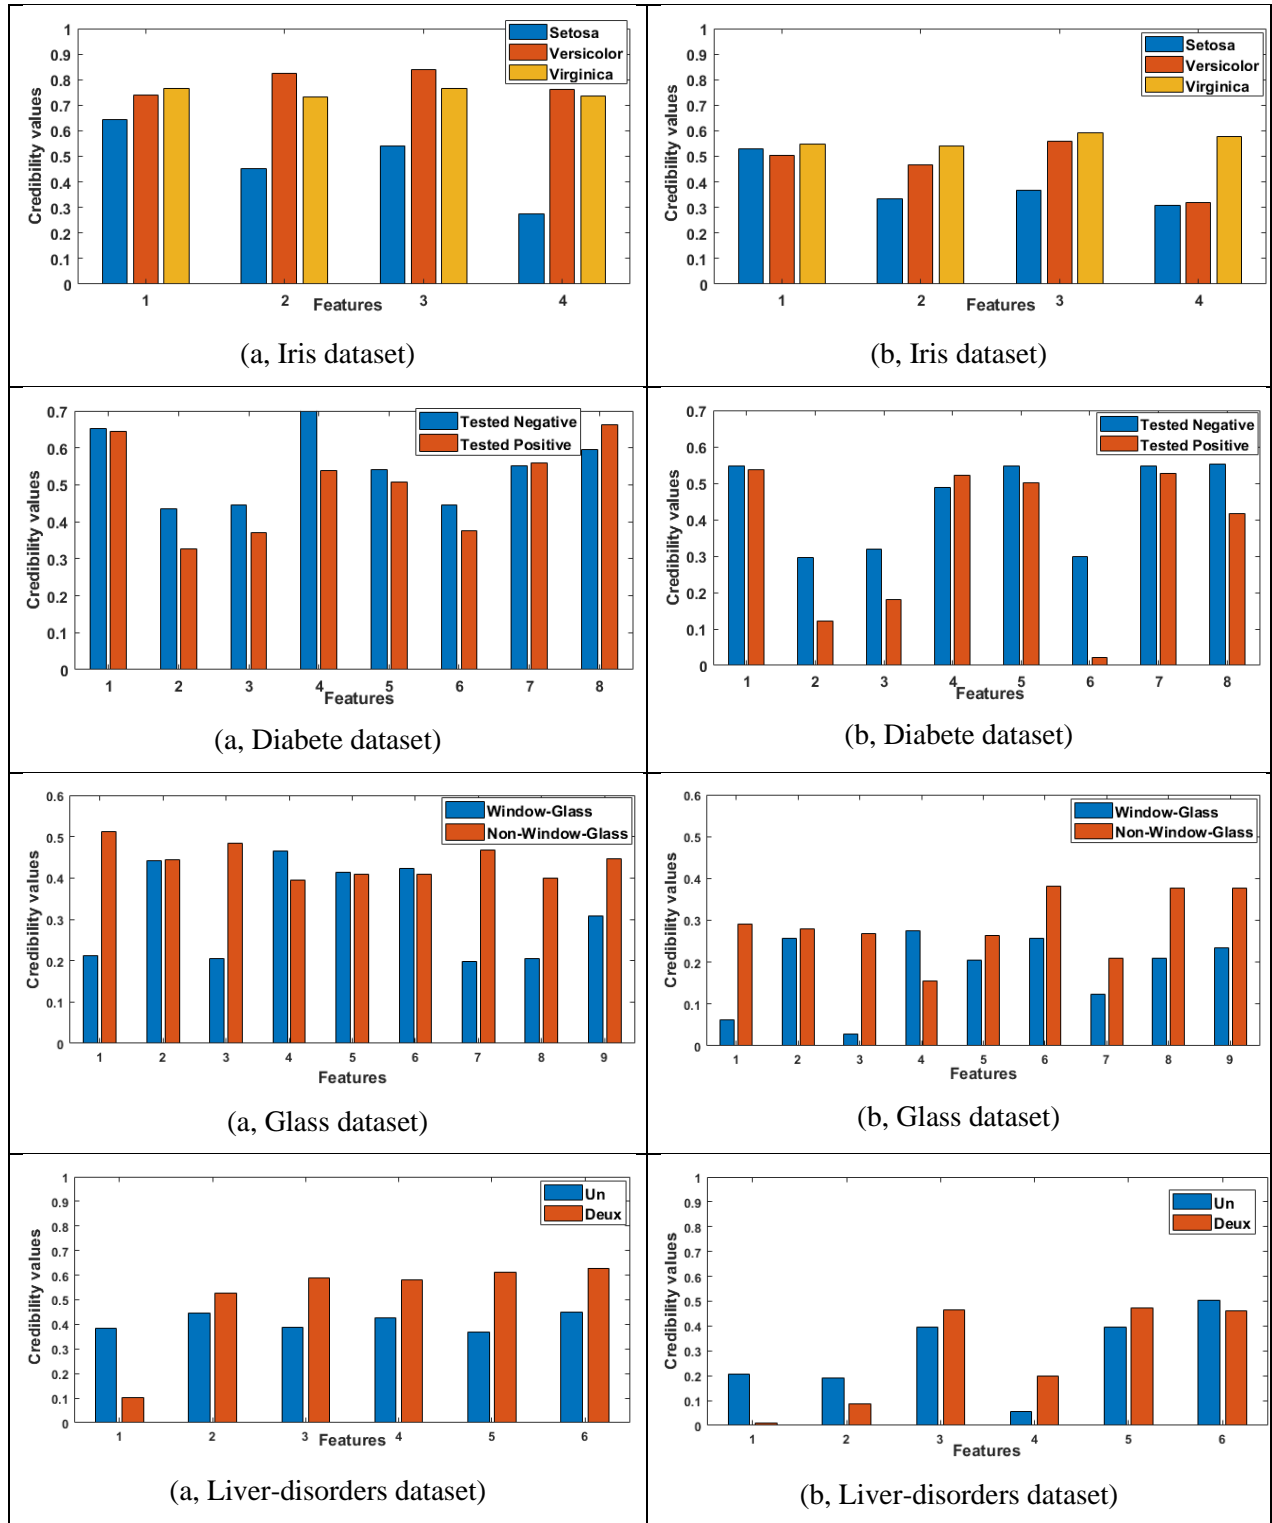 1
0.9
0.8
0.7
0.6
0.5
0.4
0.3
0.2
0.1
0
Credibility values
Setosa
Versicolor
Virginica
1 2 3 4
Features
(a, Iris dataset)
1
0.9
0.8
0.7
0.6
0.5
0.4
0.3
0.2
0.1
0
Credibility values
Setosa
Versicolor
Virginica
1 2 3 4
Features
(b, Iris dataset)
0.7
0.6
0.5
0.4
0.3
0.2
0.1
0
Credibility values
Tested Negative
Tested Positive
1 2 3 4 5 6 7 8
Features
(a, Diabete dataset)
0.7
0.6
0.5
0.4
0.3
0.2
0.1
0
Credibility values
Tested Negative
Tested Positive
1 2 3 4 5 6 7 8
Features
(b, Diabete dataset)
0.6
0.5
0.4
0.3
0.2
0.1
0
Credibility values
Window-Glass
Non-Window-Glass
1 2 3 4 5 6 7 8 9
Features
(a, Glass dataset)
0.6
0.5
0.4
0.3
0.2
0.1
0
Credibility values
Window-Glass
Non-Window-Glass
1 2 3 4 5 6 7 8 9
Features
(b, Glass dataset)
1
0.9
0.8
0.7
0.6
0.5
0.4
0.3
0.2
0.1
0
Credibility values
Un
Deux
1 2 3 4 5 6
Features
(a, Liver-disorders dataset)
1
0.9
0.8
0.7
0.6
0.5
0.4
0.3
0.2
0.1
0
Credibility values
Un
Deux
1 2 3 4 5 6
Features
(b, Liver-disorders dataset)